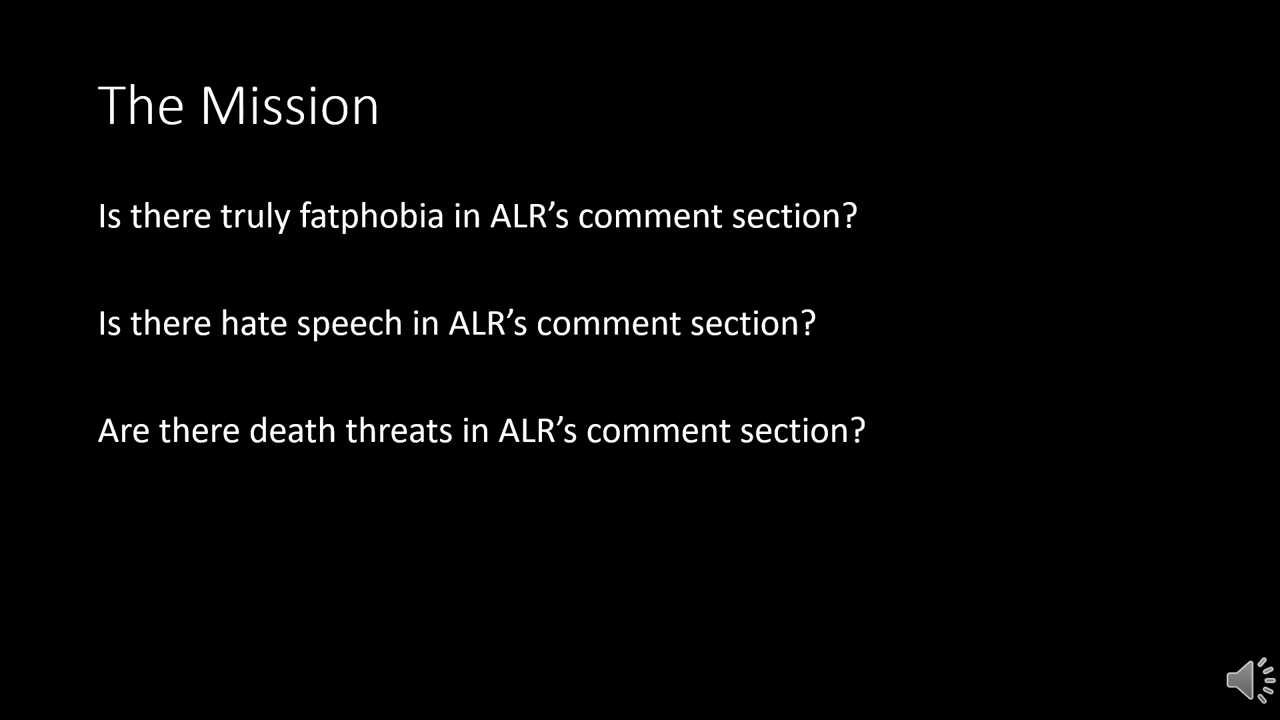 The Mission
Is there truly fatphobia in ALR’s comment section?
Is there hate speech in ALR’s comment section?
Are there death threats in ALR’s comment section?